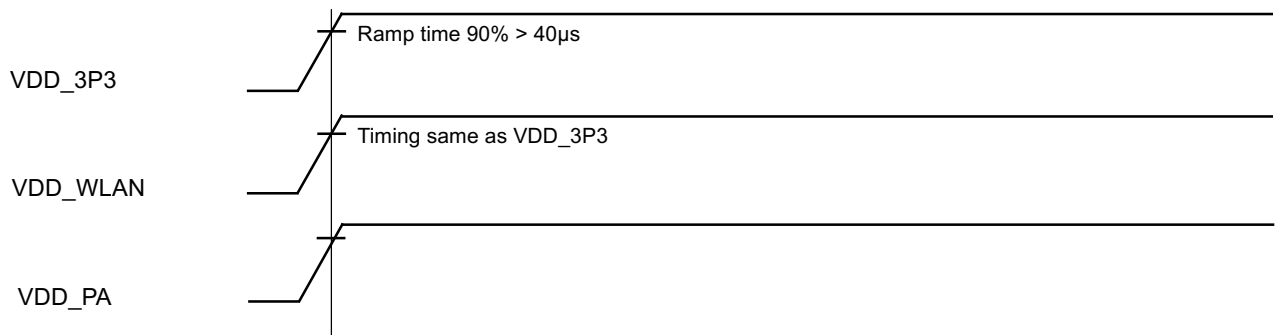 Ramp time 90% > 40µs
VDD_3P3
Timing same as VDD_3P3
VDD_WLAN
VDD_PA